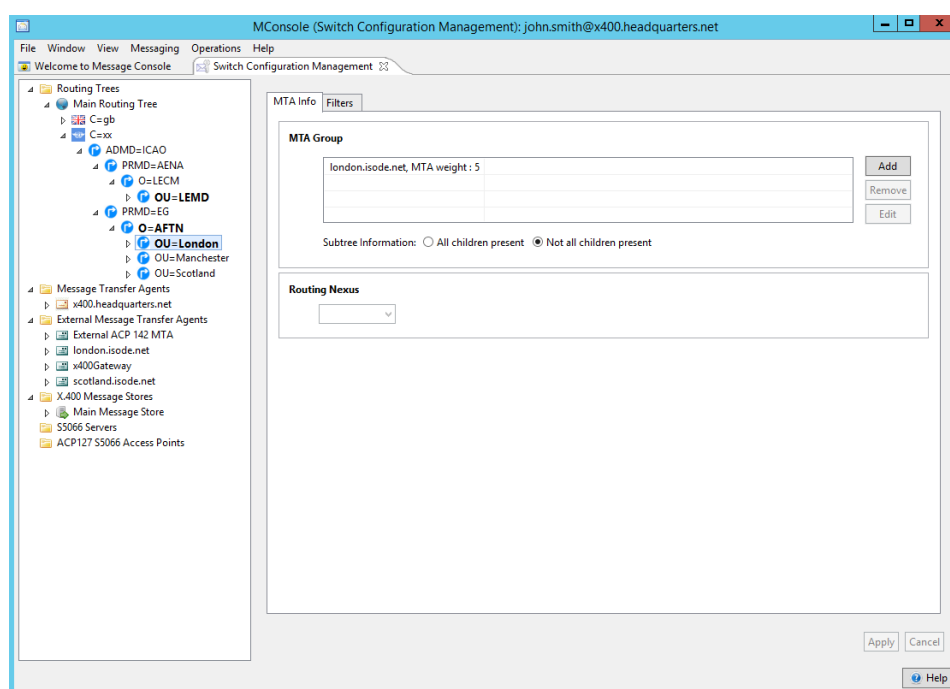 MConsole (Switch Configuration Management): john.smith@x400.headquarters.net
File Window View Messaging Operations Help
Welcome to Message Console
Switch Configuration Management
Routing Trees
Main Routing Tree
C=gb
C=xx
ADMD=ICAO
PRMD=AENA
O=LECM
OU=LEMD
PRMD=EG
O=AFTN
OU=London
OU=Manchester
OU=Scotland
Message Transfer Agents
x400.headquarters.net
External Message Transfer Agents
External ACP 142 MTA
london.isode.net
x400Gateway
scotland.isode.net
X.400 Message Stores
Main Message Store
S5066 Servers
ACP127 S5066 Access Points
MTA Info
Filters
MTA Group
london.isode.net, MTA weight : 5
Add
Remove
Edit
Subtree Information: All children present Not all children present
Routing Nexus
Apply
Cancel
Help